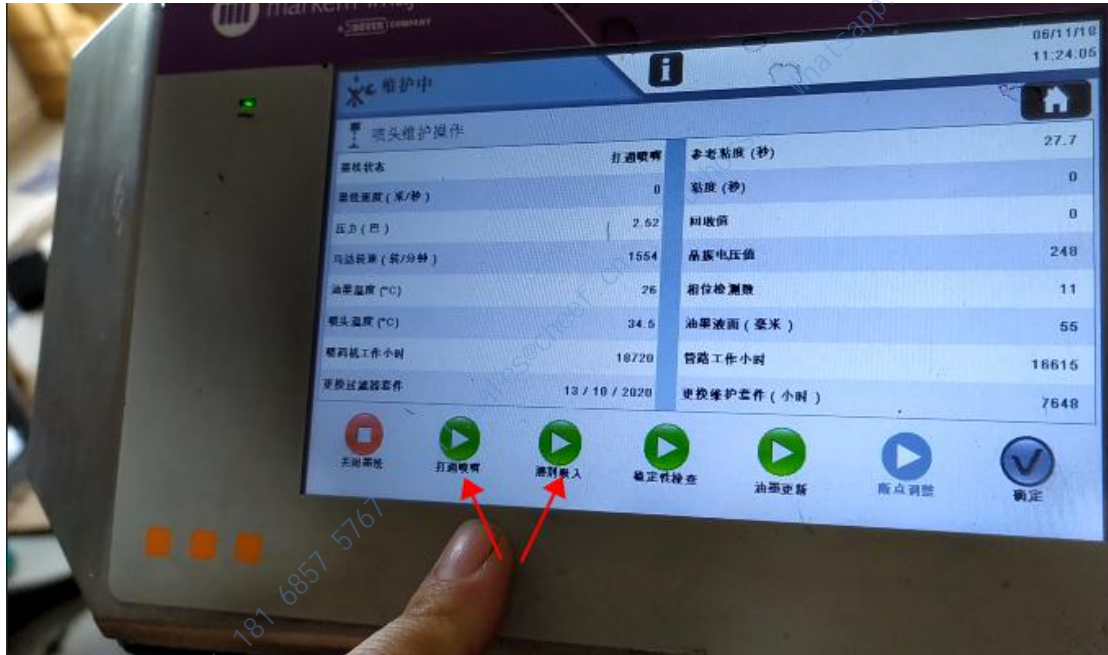 markem-imaje
a DOVER COMPANY
06/11/18
11:24:05
维护中
喷头维护操作
墨线状态 打通喷嘴
墨线速度(米/秒) 0
压力(巴) 2.52
马达转速(转/分钟) 1554
油墨温度(°C) 26
喷头温度(°C) 34.5
喷码机工作小时 18720
更换过滤器套件 13/10/2020
参考粘度(秒) 27.7
粘度(秒) 0
回收值 0
晶振电压值 248
相位检测数 11
油墨液面(毫米) 55
管路工作小时 16615
更换维护套件(小时) 7648
关闭墨线
打通喷嘴
溶剂吸入
稳定性检查
油墨更新
断点调整
确定
181 6857 5767